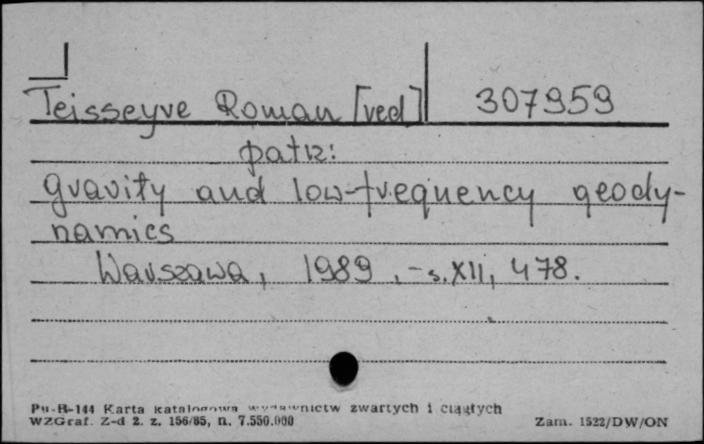 Teisseyre Roman [red] 307959
patrz:
Gravity and low-frequency geody-
namics
Warszawa, 1989, -s. XII, 478.
Pu-B-144 Karta katalogowa wydawnictw zwartych i ciągłych
WZGraf. Z-d 2. z. 156/85, n. 7.550.000 Zam. 1522/DW/ON